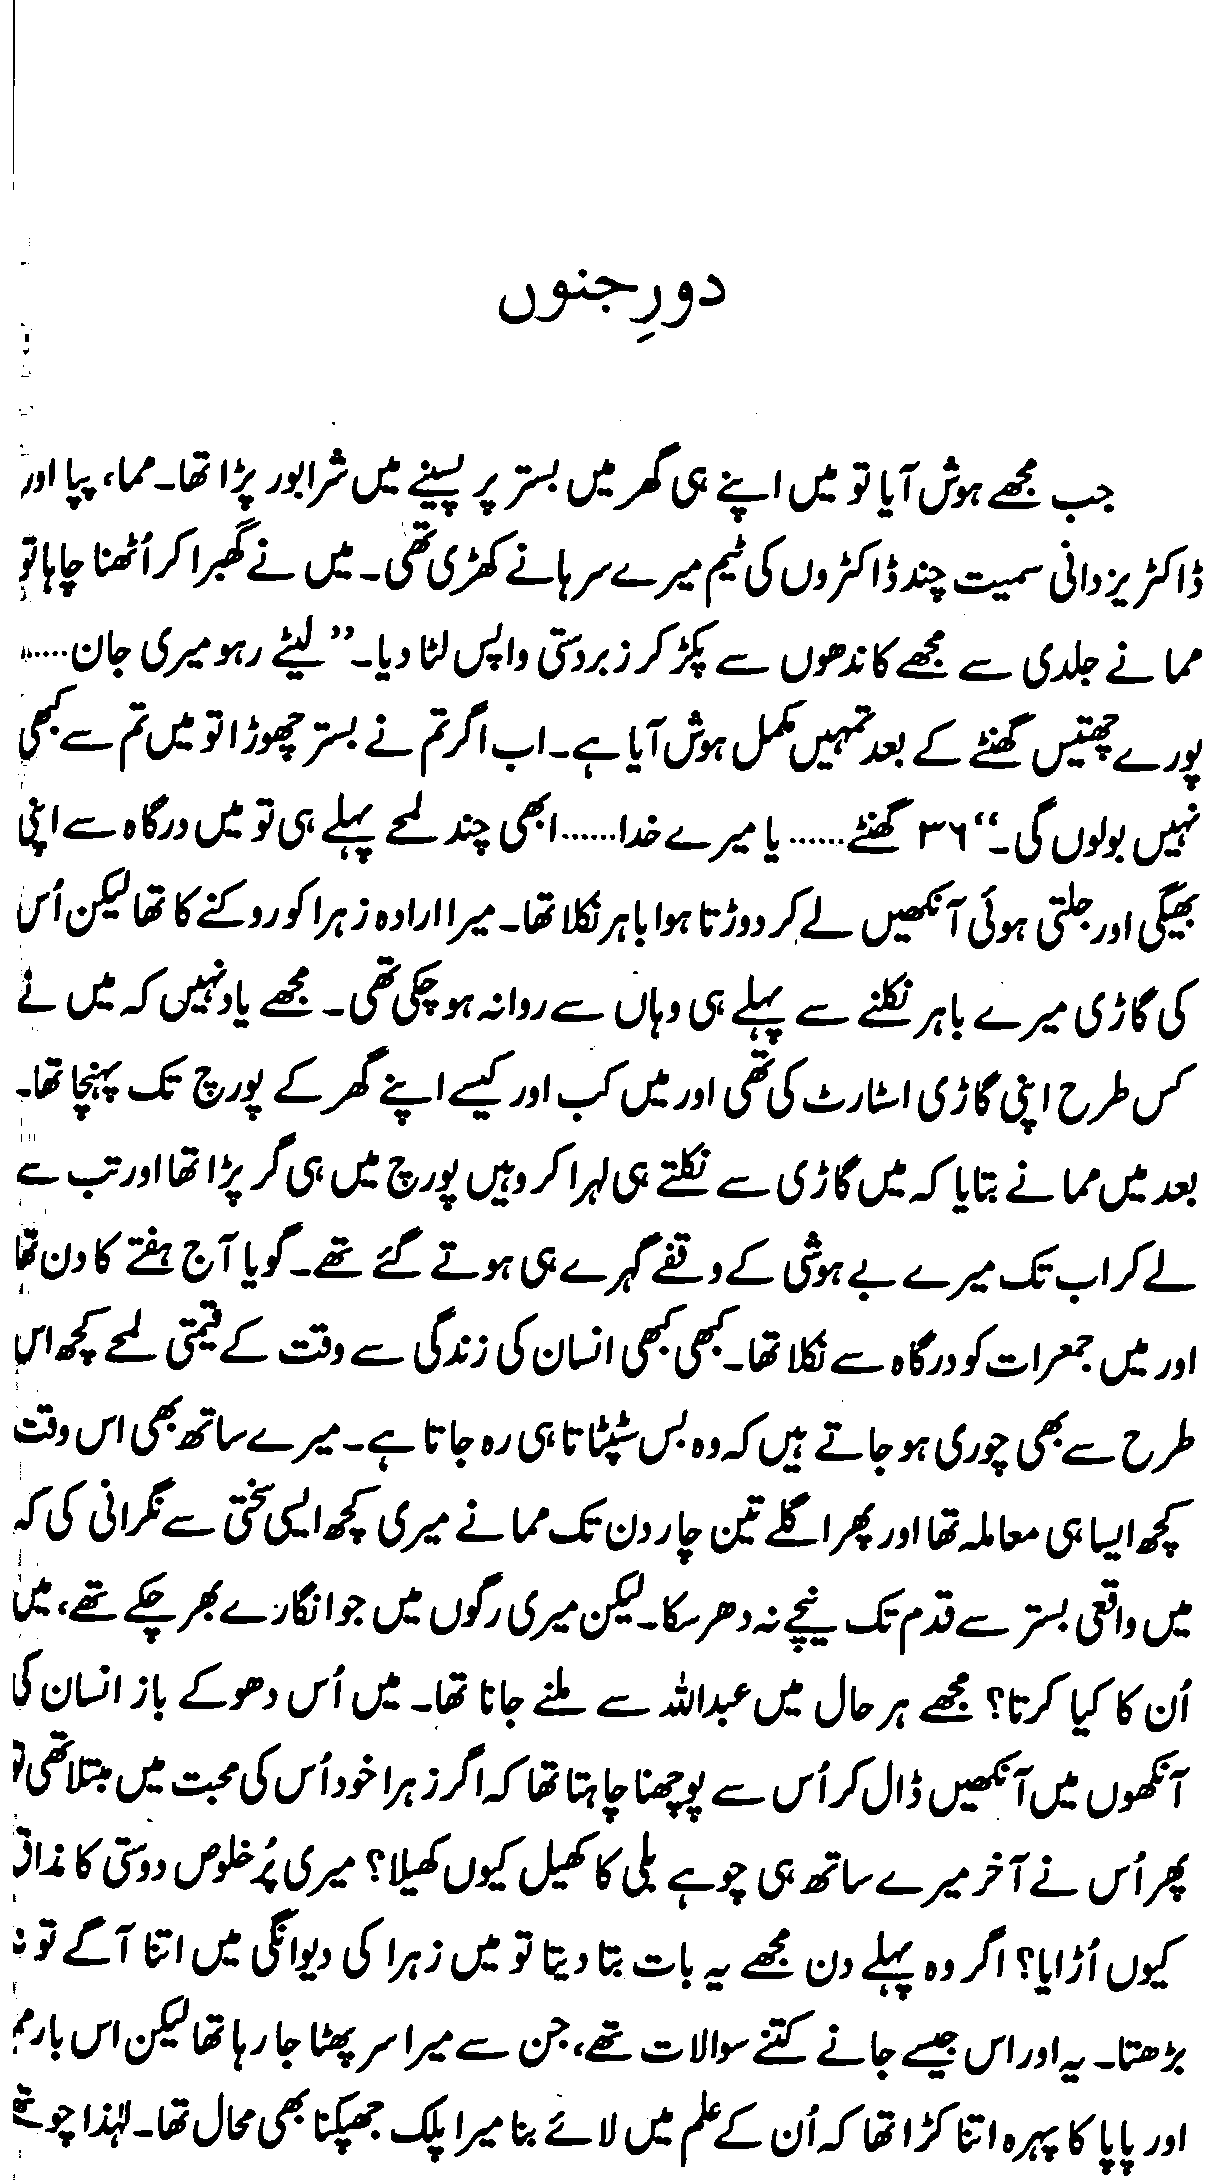 دورِ جنوں
جب مجھے ہوش آیا تو میں اپنے ہی گھر میں بستر پر پسینے میں شرابور پڑا تھا۔ مما، پپا اور
ڈاکٹر یزدانی سمیت چند ڈاکٹروں کی ٹیم میرے سرہانے کھڑی تھی۔ میں نے گھبرا کر اُٹھنا چاہا تو
مما نے جلدی سے مجھے کاندھوں سے پکڑ کر زبردستی واپس لٹا دیا۔ ”لیٹے رہو میری جان......
پورے چھتیس گھنٹے کے بعد تمہیں مکمل ہوش آیا ہے۔ اب اگر تم نے بستر چھوڑا تو میں تم سے کبھی
نہیں بولوں گی۔“ ۳۶ گھنٹے...... یا میرے خدا...... ابھی چند لمحے پہلے ہی تو میں درگاہ سے اپنی
بھیگی اور جلتی ہوئی آنکھیں لے کر دوڑتا ہوا باہر نکلا تھا۔ میرا ارادہ زہرا کو روکنے کا تھا لیکن اُس
کی گاڑی میرے باہر نکلنے سے پہلے ہی وہاں سے روانہ ہو چکی تھی۔ مجھے یاد نہیں کہ میں نے
کس طرح اپنی گاڑی اسٹارٹ کی تھی اور میں کب اور کیسے اپنے گھر کے پورچ تک پہنچا تھا۔
بعد میں مما نے بتایا کہ میں گاڑی سے نکلتے ہی لہرا کر وہیں پورچ میں ہی گر پڑا تھا اور تب سے
لے کر اب تک میرے بے ہوشی کے وقفے گہرے ہی ہوتے گئے تھے۔ گویا آج ہفتے کا دن تھا
اور میں جمعرات کو درگاہ سے نکلا تھا۔ کبھی کبھی انسان کی زندگی سے وقت کے قیمتی لمحے کچھ اس
طرح سے بھی چوری ہو جاتے ہیں کہ وہ بس سٹپٹاتا ہی رہ جاتا ہے۔ میرے ساتھ بھی اس وقت
کچھ ایسا ہی معاملہ تھا اور پھر اگلے تین چار دن تک مما نے میری کچھ ایسی سختی سے نگرانی کی کہ
میں واقعی بستر سے قدم تک نیچے نہ دھر سکا۔ لیکن میری رگوں میں جو انگارے بھر چکے تھے، میں
اُن کا کیا کرتا؟ مجھے ہر حال میں عبداللہ سے ملنے جانا تھا۔ میں اُس دھوکے باز انسان کی
آنکھوں میں آنکھیں ڈال کر اُس سے پوچھنا چاہتا تھا کہ اگر زہرا خود اُس کی محبت میں مبتلا تھی تو
پھر اُس نے آخر میرے ساتھ ہی چوہے بلی کا کھیل کیوں کھیلا؟ میری پُرخلوص دوستی کا مذاق
کیوں اُڑایا؟ اگر وہ پہلے دن مجھے یہ بات بتا دیتا تو میں زہرا کی دیوانگی میں اتنا آگے تو نہ
بڑھتا۔ یہ اور اس جیسے جانے کتنے سوالات تھے، جن سے میرا سر پھٹا جا رہا تھا لیکن اس بار
اور پاپا کا پہرہ اتنا کڑا تھا کہ اُن کے علم میں لائے بنا میرا پلک جھپکنا بھی محال تھا۔ لہٰذا چوتھے